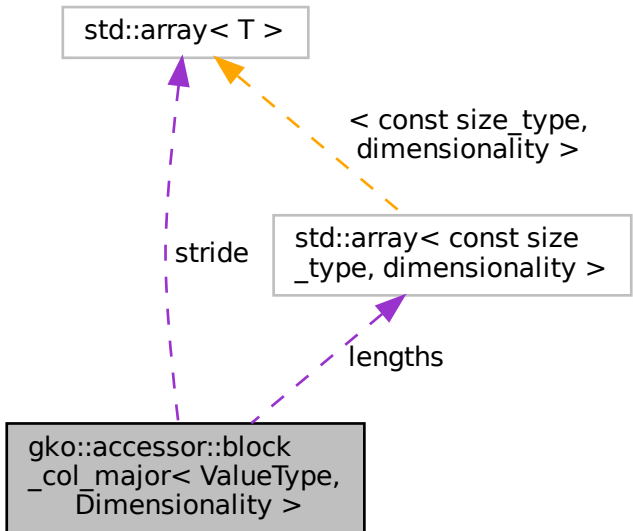 std::array< T >
< const size_type,
dimensionality >
std::array< const size
_type, dimensionality >
stride
lengths
gko::accessor::block
_col_major< ValueType,
Dimensionality >